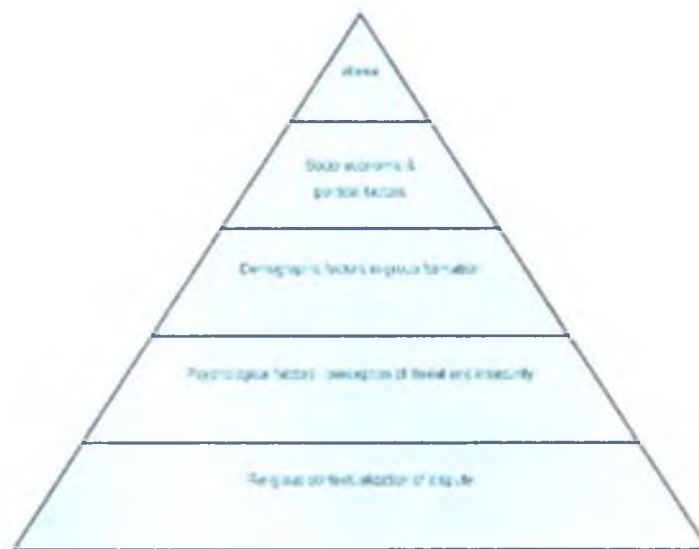 Socio economic &
political factors
Demographic factors in group formation
Psychological factors perception of threat and insecurity
Religious contextualization of dispute